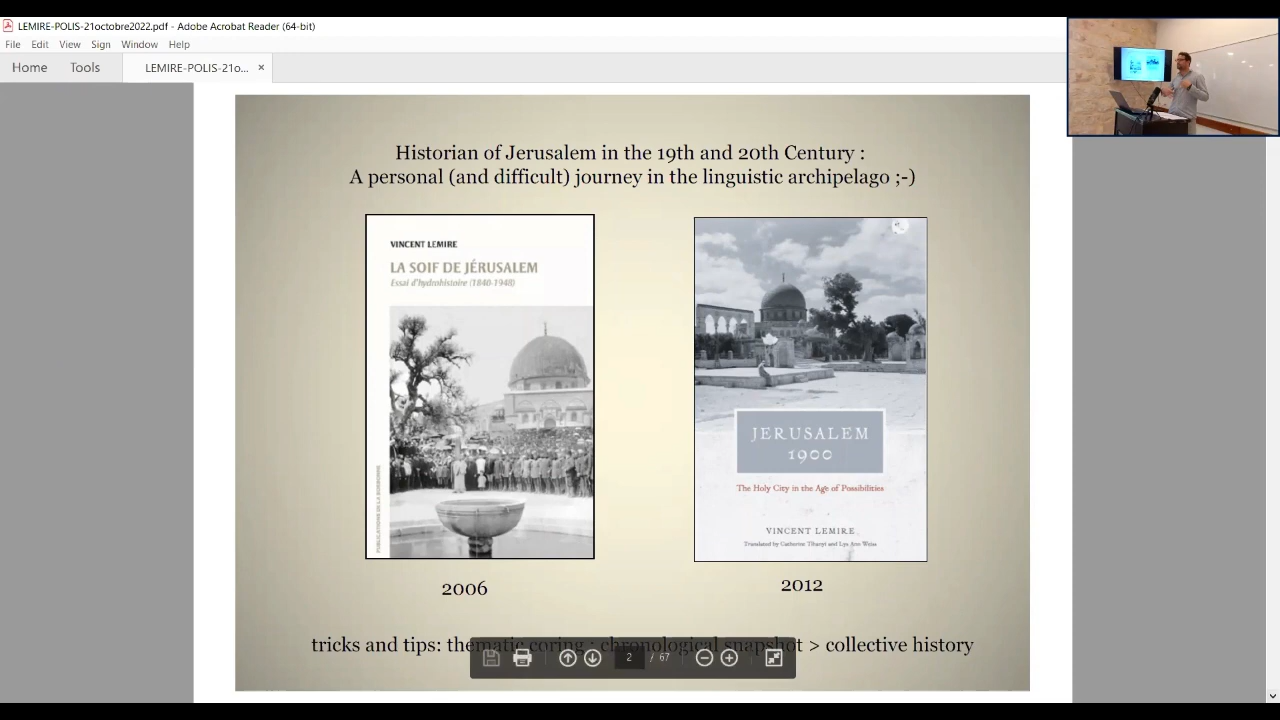 LEMIRE-POLIS-21octobre2022.pdf - Adobe Acrobat Reader (64-bit)
File Edit View Sign Window Help
Home Tools LEMIRE-POLIS-21o... ×
Historian of Jerusalem in the 19th and 20th Century :
A personal (and difficult) journey in the linguistic archipelago ;-)
VINCENT LEMIRE
LA SOIF DE JÉRUSALEM
Essai d'hydrohistoire (1840-1948)
PUBLICATIONS DE LA SORBONNE
JERUSALEM
1900
The Holy City in the Age of Possibilities
VINCENT LEMIRE
Translated by Catherine Tihanyi and Lys Ann Weiss
2006
2012
tricks and tips: thematic coring ; chronological snapshot > collective history
2 / 67